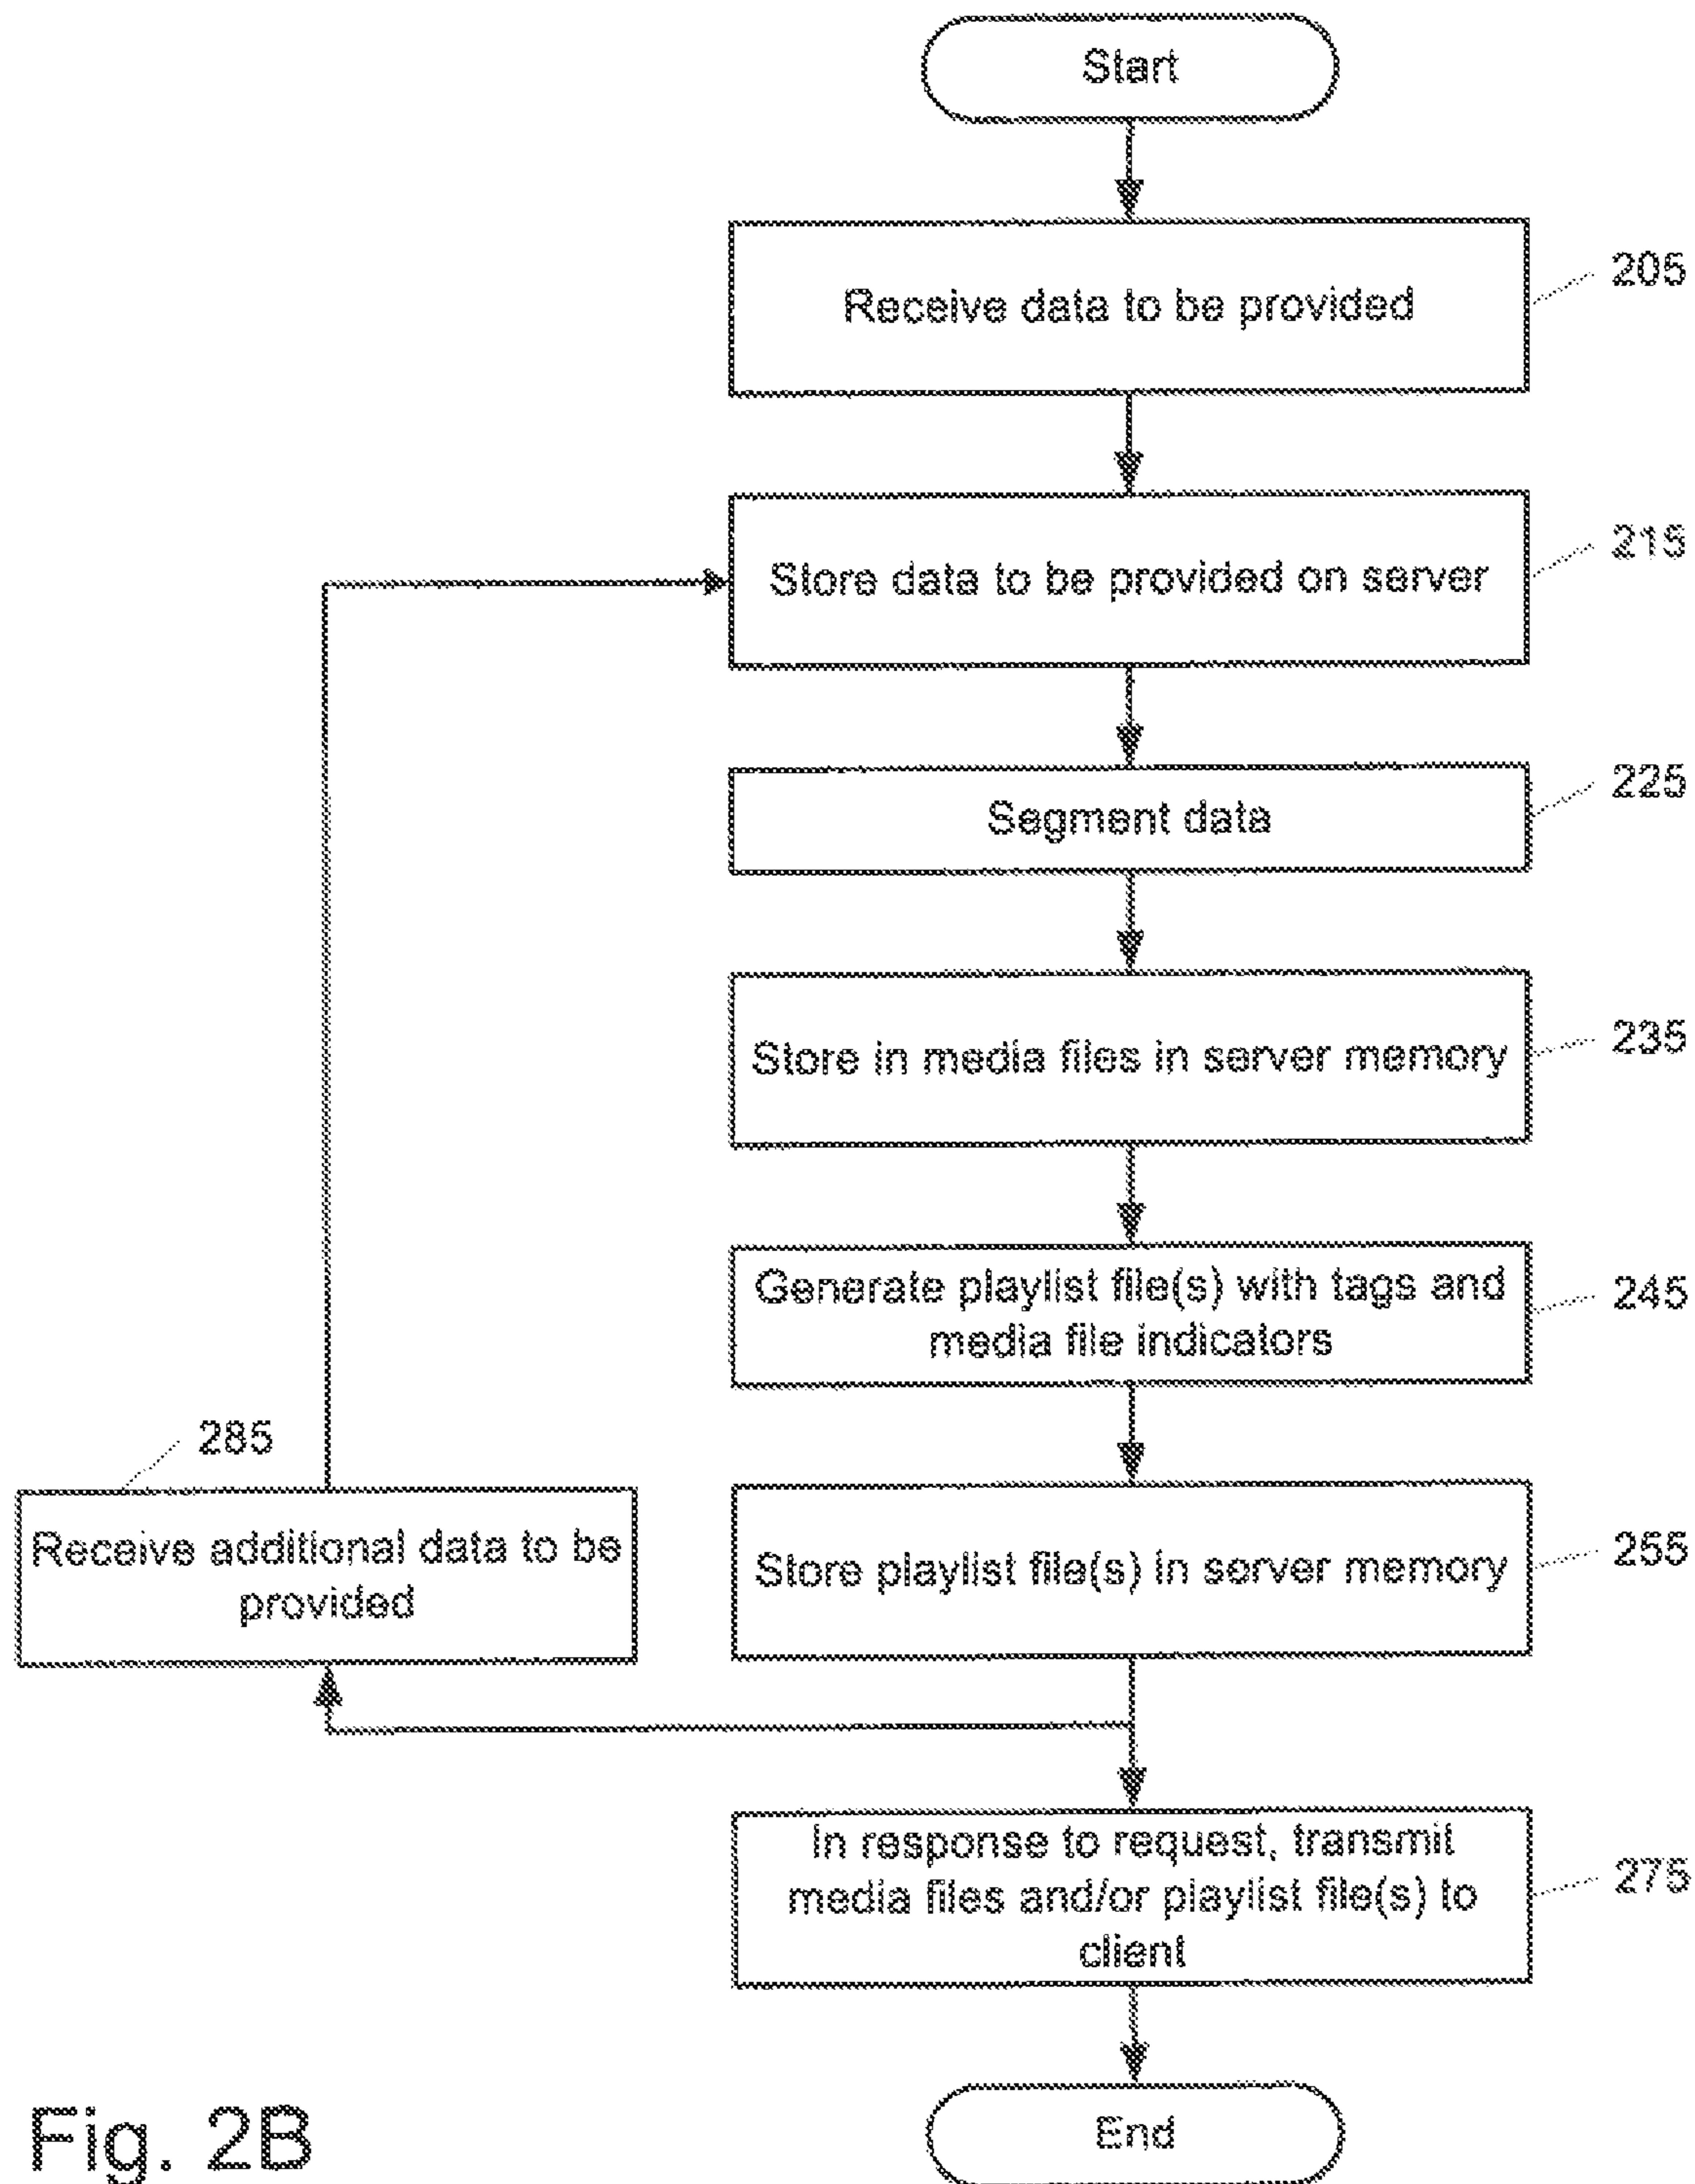 Start
Receive data to be provided
205
Store data to be provided on server
215
Segment data
225
Store in media files in server memory
235
Generate playlist file(s) with tags and
media file indicators
245
285
Receive additional data to be
provided
Store playlist file(s) in server memory
255
In response to request, transmit
media files and/or playlist file(s) to
client
275
End
Fig. 2B